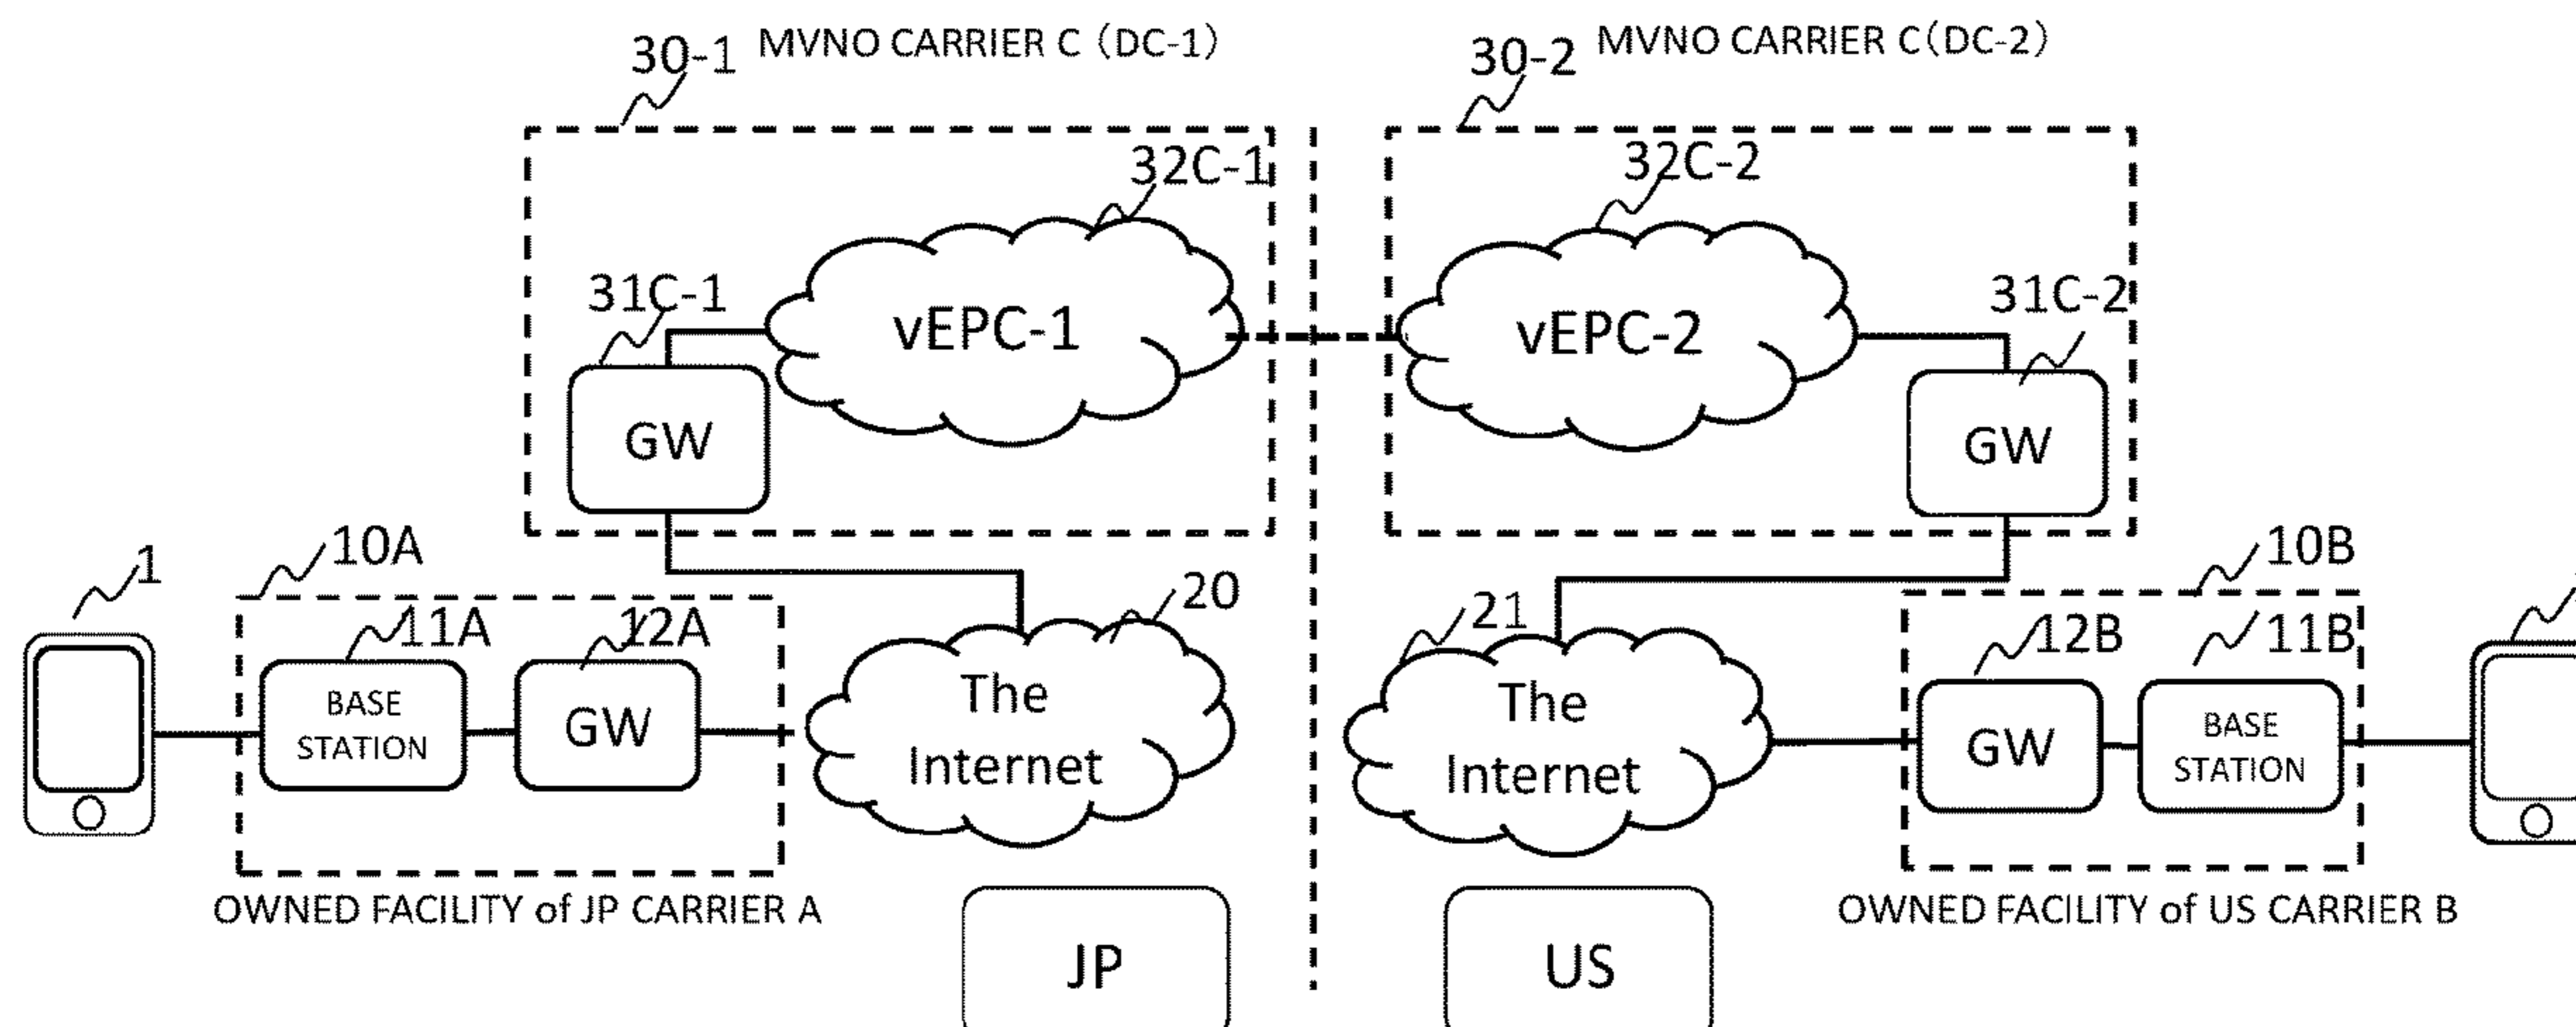 30-1 MVNO CARRIER C (DC-1)
30-2 MVNO CARRIER C(DC-2)
32C-1
32C-2
31C-1
31C-2
vEPC-1
vEPC-2
GW
GW
1
10A
20
21
10B
11A
12A
12B
11B
BASE
STATION
GW
The
Internet
The
Internet
GW
BASE
STATION
OWNED FACILITY of JP CARRIER A
OWNED FACILITY of US CARRIER B
JP
US